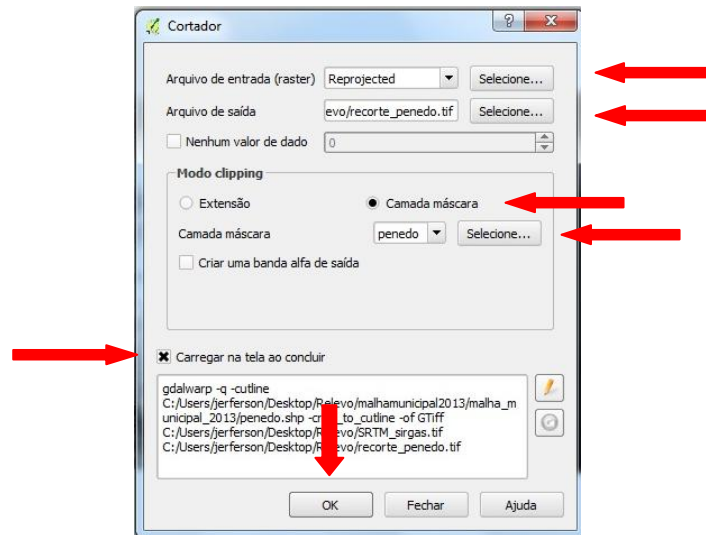 Cortador
Arquivo de entrada (raster) Reprojected Selecione...
Arquivo de saída evo/recorte_penedo.tif Selecione...
Nenhum valor de dado 0
Modo clipping
Extensão Camada máscara
Camada máscara penedo Selecione...
Criar uma banda alfa de saída
Carregar na tela ao concluir
gdalwarp -q -cutline
C:/Users/jerferson/Desktop/Relevo/malhamunicipal2013/malha_m
unicipal_2013/penedo.shp -of GTiff
C:/Users/jerferson/Desktop/Relevo/SRTM_sirgas.tif
C:/Users/jerferson/Desktop/Relevo/recorte_penedo.tif
OK Fechar Ajuda